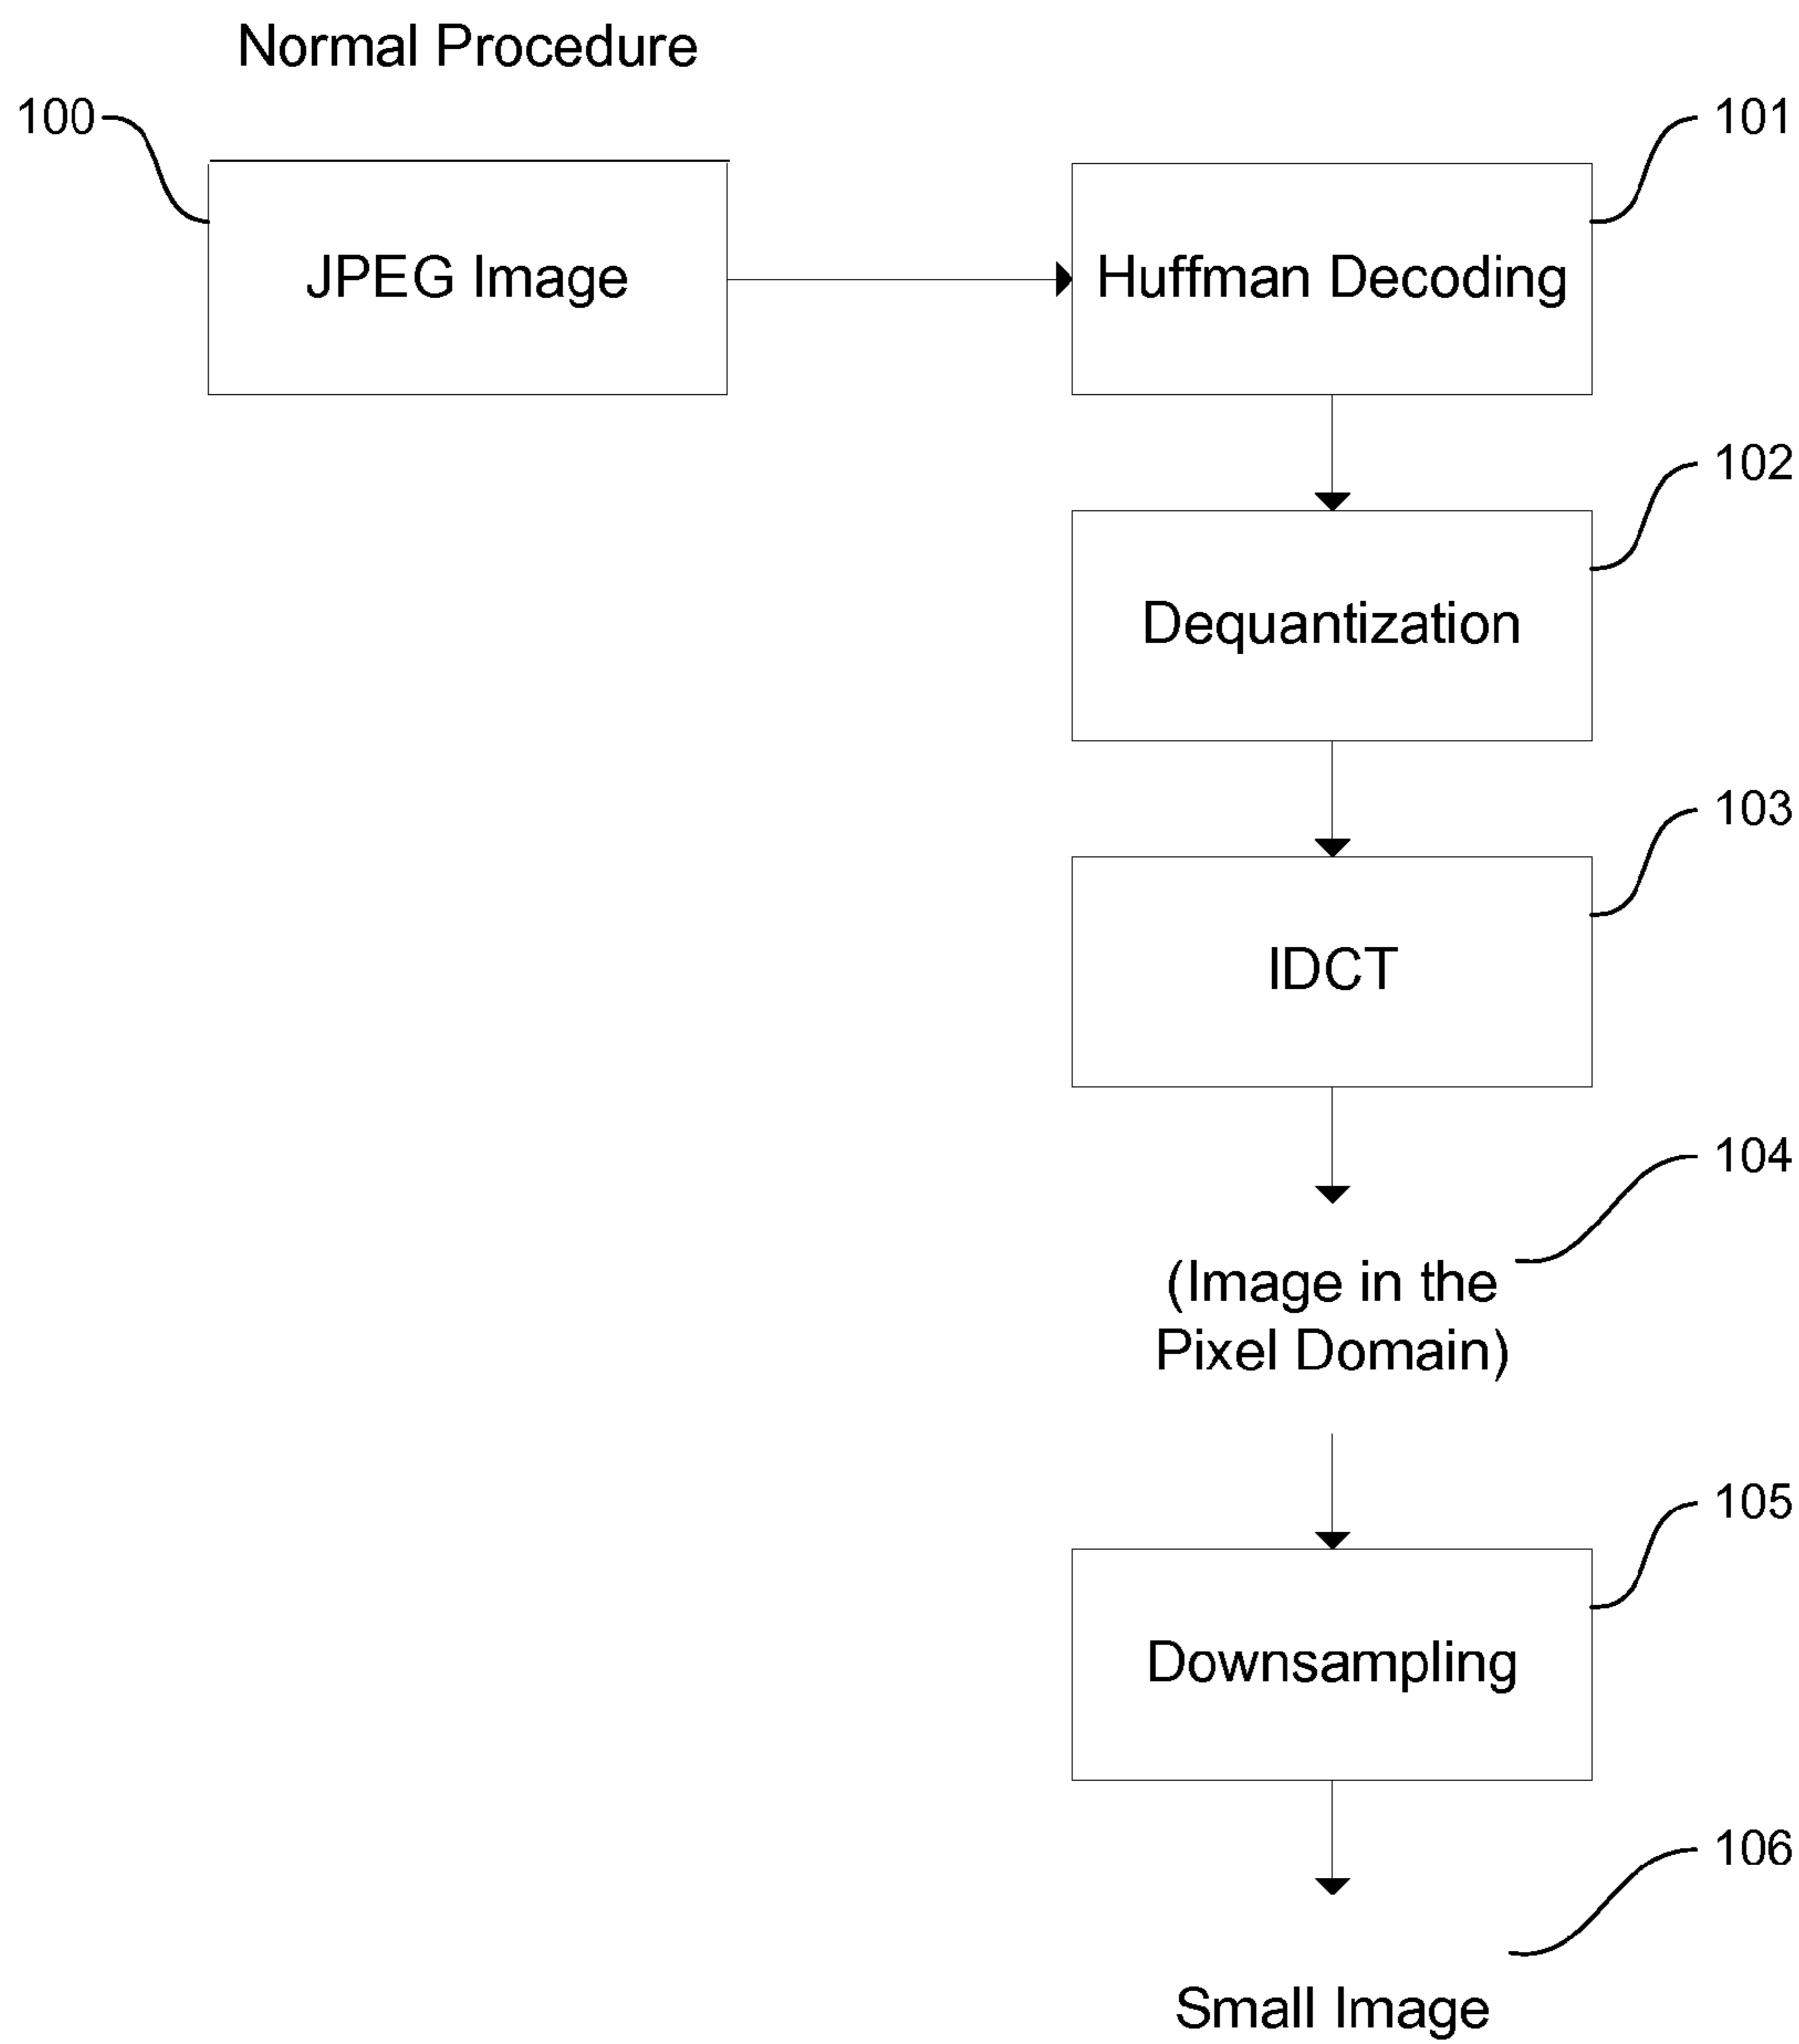 Normal Procedure
100
101
JPEG Image
Huffman Decoding
102
Dequantization
103
IDCT
104
(Image in the
Pixel Domain)
105
Downsampling
106
Small Image